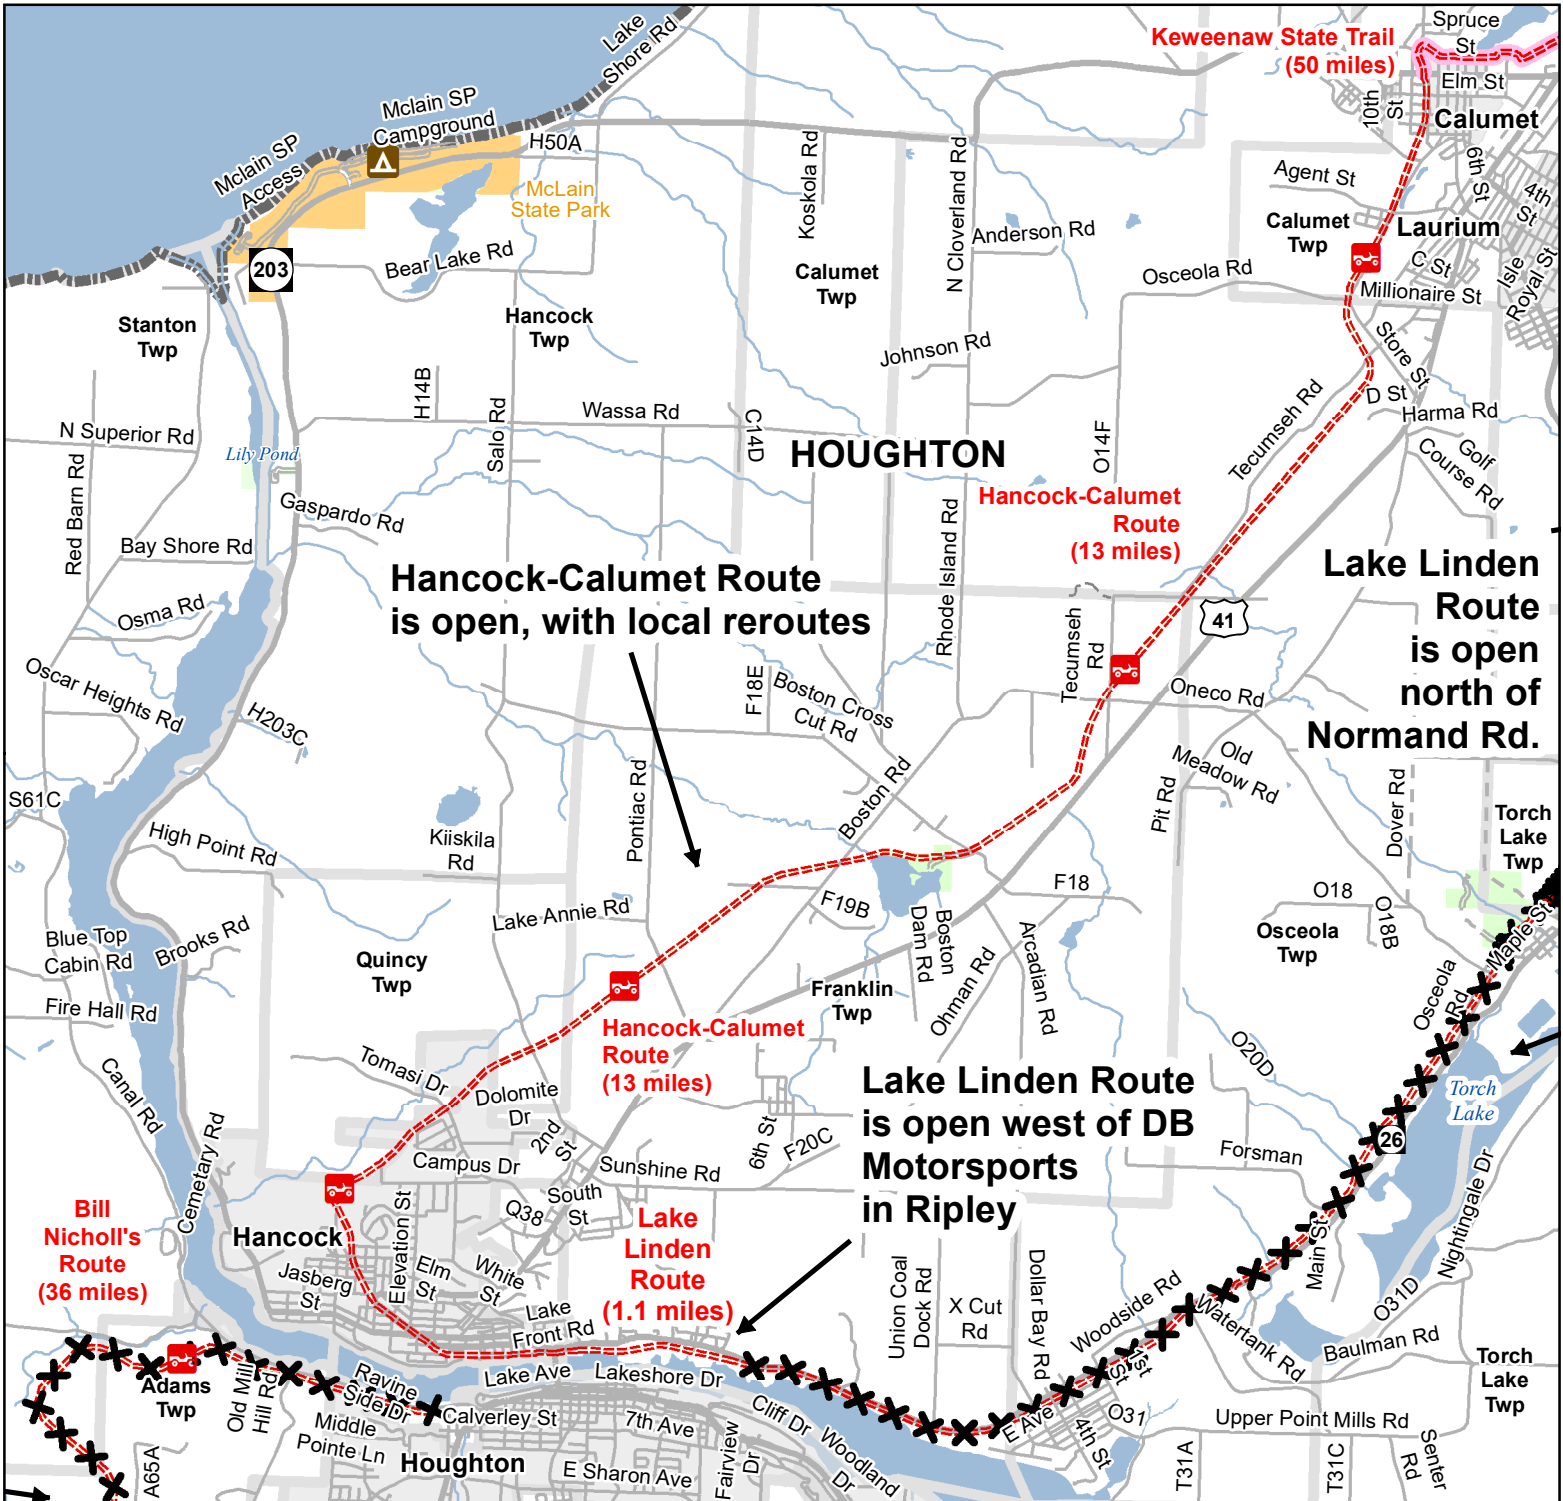 Lake
Shore Rd
Keweenaw State Trail
(50 miles)
Spruce
St
Elm St
10th
St
Calumet
Mclain SP
Campground
H50A
Mclain SP
Access
McLain
State Park
203
Bear Lake Rd
Koskola Rd
N Cloverland Rd
Anderson Rd
Agent St
6th St
4th
St
Calumet
Twp
Laurium
C St
Isle
Royal St
Osceola Rd
Millionaire St
Calumet
Twp
Stanton
Twp
Hancock
Twp
Johnson Rd
Store St
D St
Harma Rd
H14B
Salo Rd
Wassa Rd
C14D
HOUGHTON
O14F
Tecumseh Rd
Golf
Course Rd
N Superior Rd
Red Barn Rd
Lily Pond
Gaspardo Rd
Bay Shore Rd
Hancock-Calumet
Route
(13 miles)
Rhode Island Rd
Hancock-Calumet Route
is open, with local reroutes
Lake Linden
Route
is open
north of
Normand Rd.
Osma Rd
41
Tecumseh
Rd
Oneco Rd
Oscar Heights Rd
H203C
F18E
Boston Cross
Cut Rd
Old
Meadow Rd
Pit Rd
Dover Rd
S61C
Pontiac Rd
Boston Rd
Torch
Lake
Twp
High Point Rd
Kiiskila
Rd
F18
O18
O18B
F19B
Lake Annie Rd
Boston
Dam Rd
Ohman Rd
Arcadian Rd
Osceola
Twp
Maple St
Blue Top
Cabin Rd
Brooks Rd
Quincy
Twp
Franklin
Twp
Osceola
Rd
Fire Hall Rd
Hancock-Calumet
Route
(13 miles)
O20D
Canal Rd
Tomasi Dr
Dolomite
Dr
Lake Linden Route
is open west of DB
Motorsports
in Ripley
Torch
Lake
26
Cemetary Rd
2nd
St
6th St
F20C
Forsman
Campus Dr
Sunshine Rd
Nightingale Dr
Bill
Nicholl's
Route
(36 miles)
Hancock
Elevation St
Q38
South
St
Lake
Linden
Route
(1.1 miles)
Main St
Jasberg
St
Elm
St
White
St
Lake
Front Rd
Union Coal
Dock Rd
X Cut
Rd
Dollar Bay Rd
Woodside Rd
Watertank Rd
O31D
Baulman Rd
Adams
Twp
Old Mill
Hill Rd
Ravine
Side Dr
Lake Ave
Lakeshore Dr
Cliff Dr
1st
St
Torch
Lake
Twp
Middle
Pointe Ln
Calverley St
7th Ave
E Ave
4th St
O31
Upper Point Mills Rd
A65A
Houghton
E Sharon Ave
Fairview
Dr
Woodland
Dr
T31A
T31C
Senter
Rd